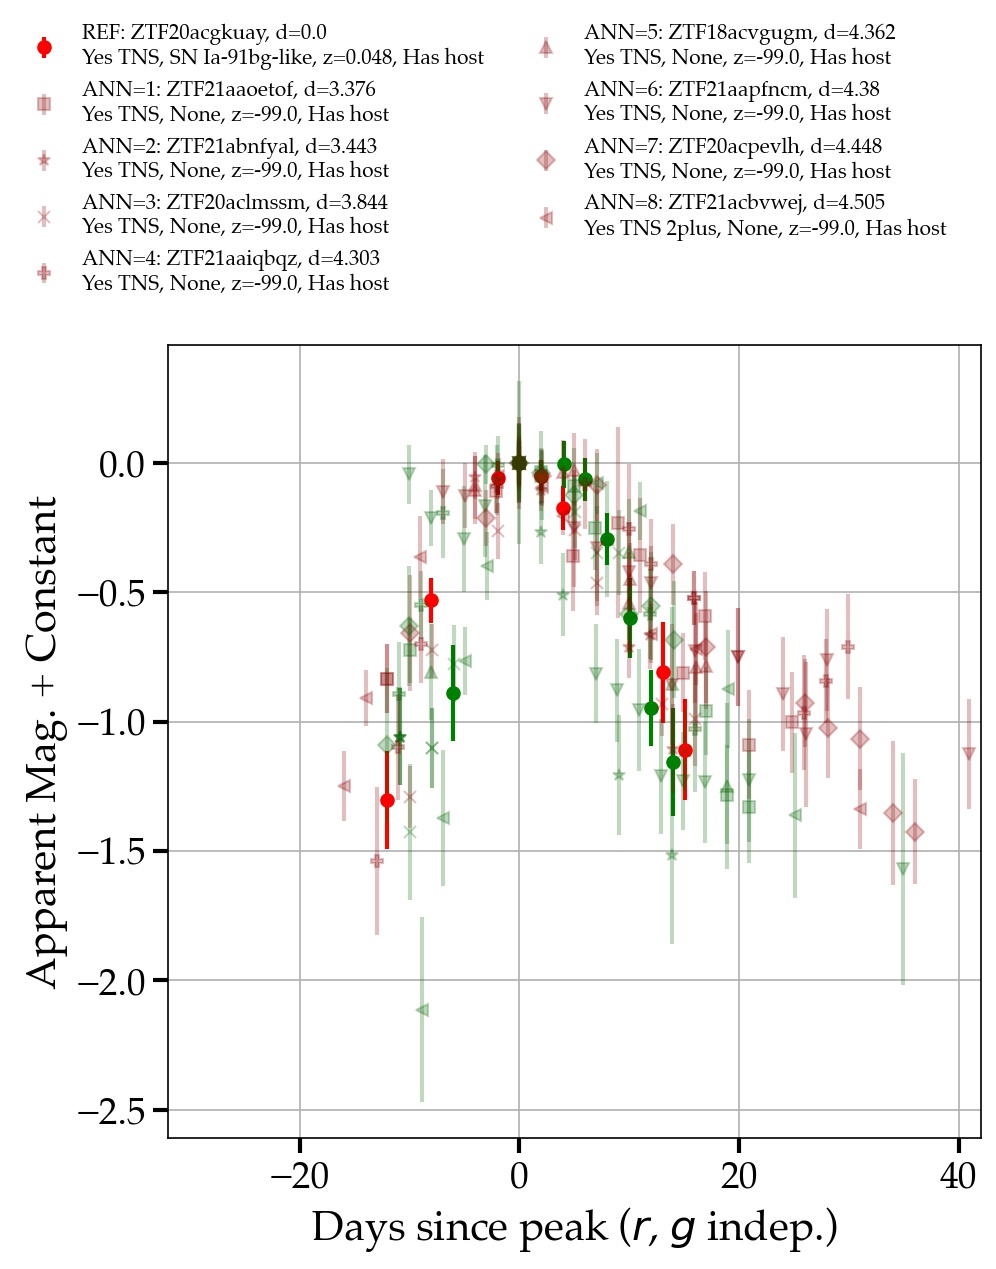 REF: ZTF20acgkuay, d=0.0
Yes TNS, SN Ia-91bg-like, z=0.048, Has host
ANN=1: ZTF21aaoetof, d=3.376
Yes TNS, None, z=-99.0, Has host
ANN=2: ZTF21abnfyal, d=3.443
Yes TNS, None, z=-99.0, Has host
ANN=3: ZTF20aclmssm, d=3.844
Yes TNS, None, z=-99.0, Has host
ANN=4: ZTF21aaiqbqz, d=4.303
Yes TNS, None, z=-99.0, Has host
ANN=5: ZTF18acvgugm, d=4.362
Yes TNS, None, z=-99.0, Has host
ANN=6: ZTF21aapfncm, d=4.38
Yes TNS, None, z=-99.0, Has host
ANN=7: ZTF20acpevlh, d=4.448
Yes TNS, None, z=-99.0, Has host
ANN=8: ZTF21acbvwej, d=4.505
Yes TNS 2plus, None, z=-99.0, Has host
Apparent Mag. + Constant
0.0
−0.5
−1.0
−1.5
−2.0
−2.5
−20 0 20 40
Days since peak (r, g indep.)